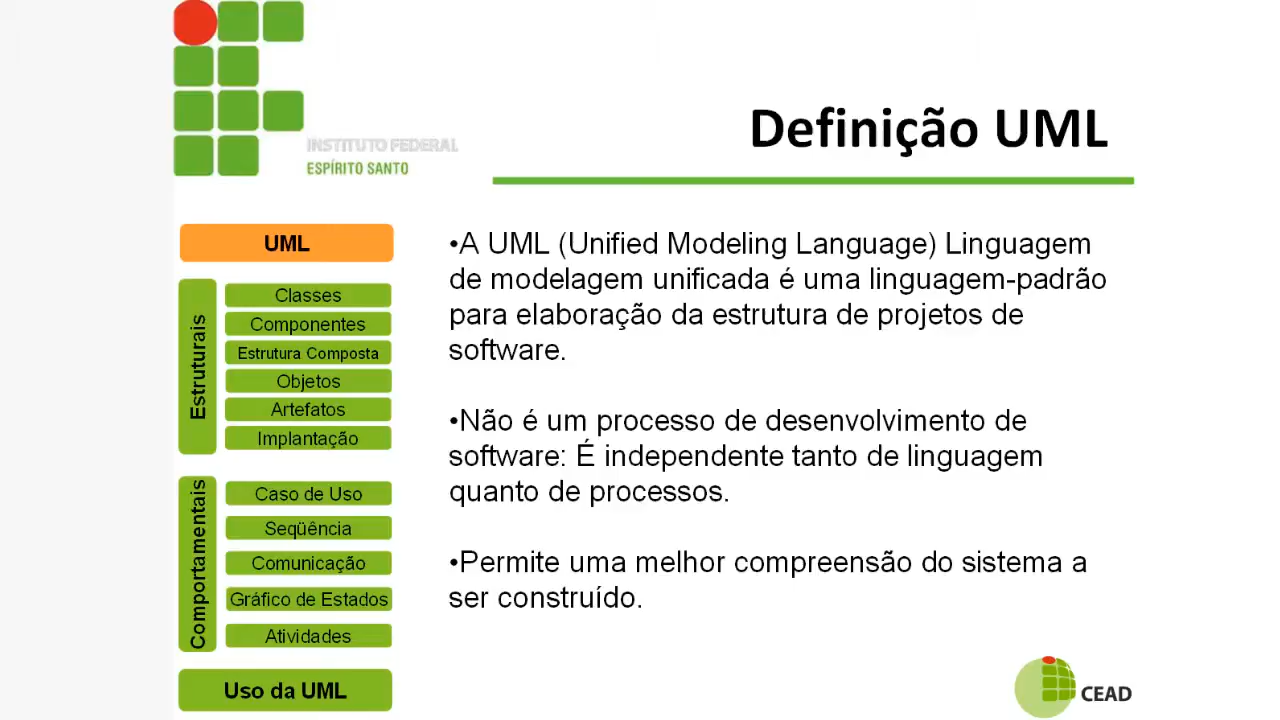 INSTITUTO FEDERAL
ESPÍRITO SANTO
Definição UML
UML
Estruturais
Classes
Componentes
Estrutura Composta
Objetos
Artefatos
Implantação
Comportamentais
Caso de Uso
Seqüência
Comunicação
Gráfico de Estados
Atividades
Uso da UML
•A UML (Unified Modeling Language) Linguagem
de modelagem unificada é uma linguagem-padrão
para elaboração da estrutura de projetos de
software.
•Não é um processo de desenvolvimento de
software: É independente tanto de linguagem
quanto de processos.
•Permite uma melhor compreensão do sistema a
ser construído.
CEAD